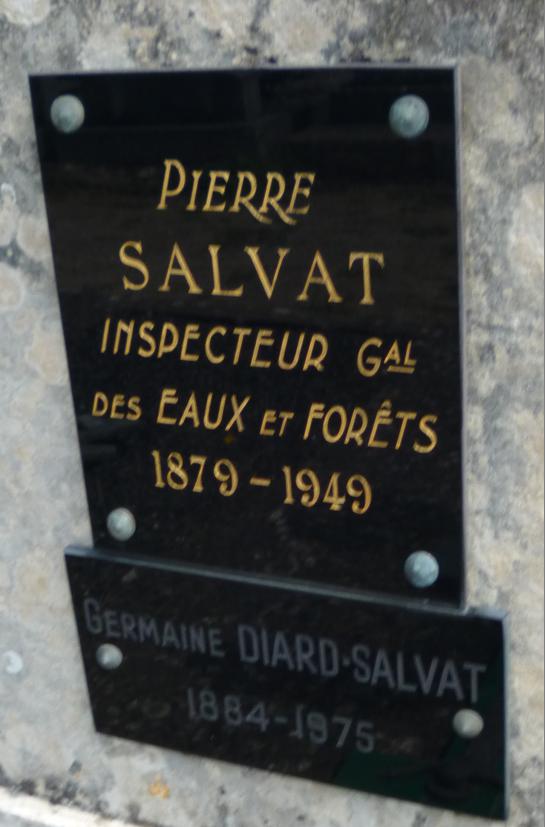 PIERRE
SALVAT
INSPECTEUR GAL
DES EAUX ET FORÊTS
1879-1949
GERMAINE DIARD-SALVAT
1884-1975